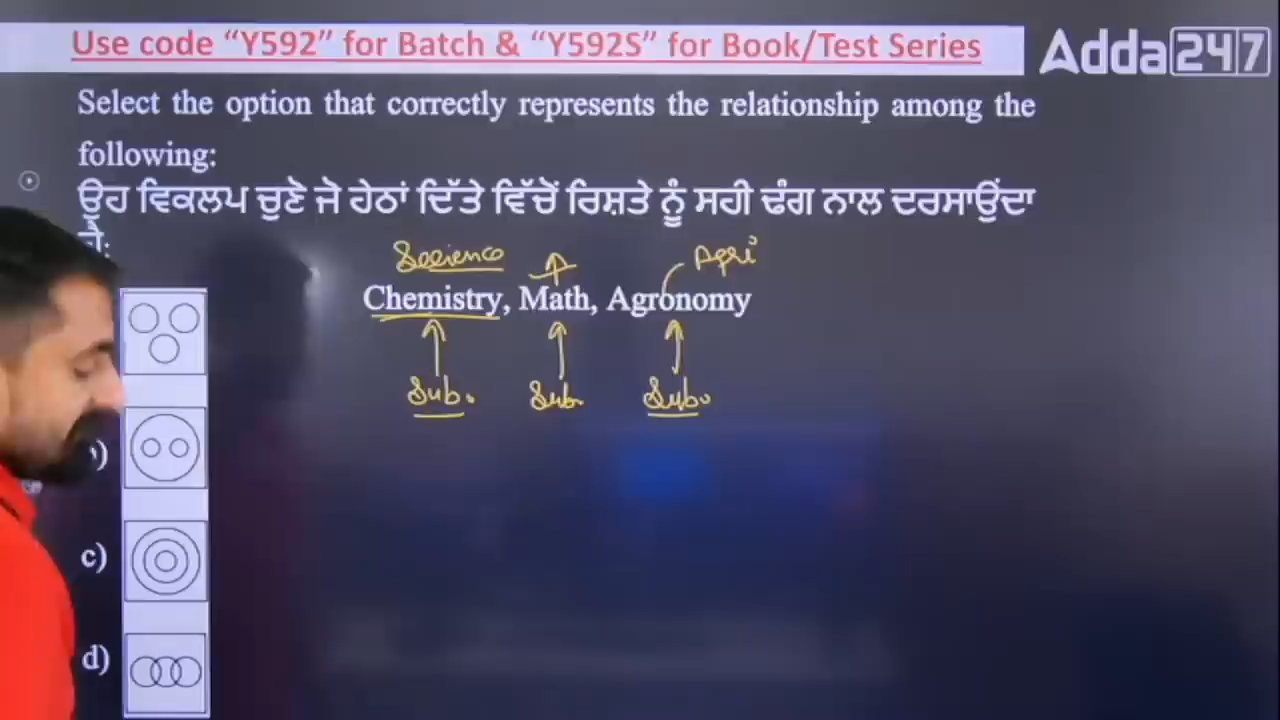 Use code “Y592” for Batch & “Y592S” for Book/Test Series
Adda247
Select the option that correctly represents the relationship among the
following:
ਉਹ ਵਿਕਲਪ ਚੁਣੋ ਜੋ ਹੇਠਾਂ ਦਿੱਤੇ ਵਿੱਚੋਂ ਰਿਸ਼ਤੇ ਨੂੰ ਸਹੀ ਢੰਗ ਨਾਲ ਦਰਸਾਉਂਦਾ
Agri
Chemistry, Math, Agronomy
Sub. Sub. Sub.
c)
d)